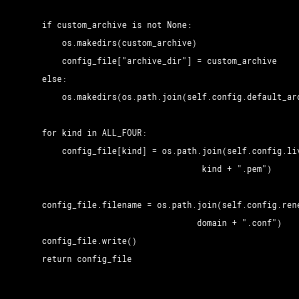 if custom_archive is not None:
os.makedirs(custom_archive)
config_file["archive_dir"] = custom_archive
else:
os.makedirs(os.path.join(self.config.default_arc
for kind in ALL_FOUR:
config_file[kind] = os.path.join(self.config.liv
kind + ".pem")
config_file.filename = os.path.join(self.config.rene
domain + ".conf")
config_file.write()
return config_file